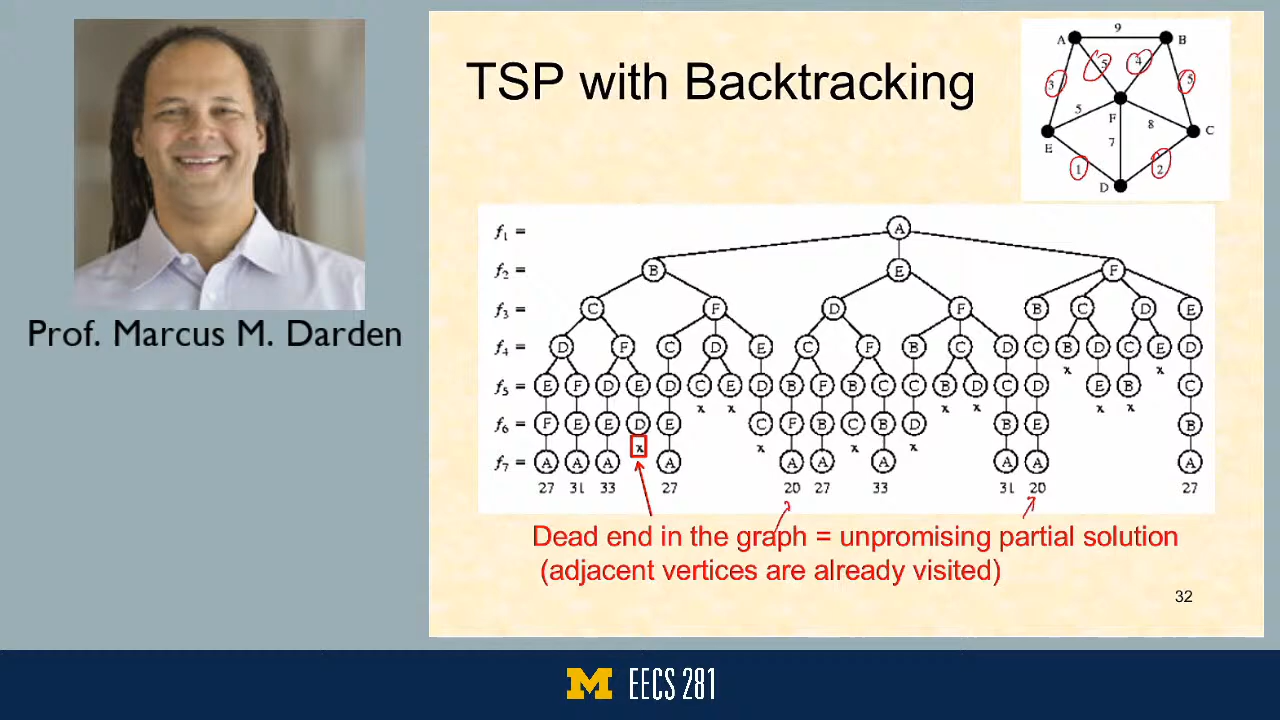 TSP with Backtracking
9
A B
3 5 4 5
5 F 8 C
E 7
1 2
D
f1 = A
f2 = B E F
f3 = C F D F B C D E
f4 = D F C D E C F B C D C B D C E D
f5 = E F D E D C E D B F B C C B D C D E B C
f6 = F E E D E C F B C B D B E B
x x x x x x x x x x x x
f7 = A A A A A A A A A A
27 31 33 27 20 27 33 31 20 27
Dead end in the graph = unpromising partial solution
(adjacent vertices are already visited)
32
Prof. Marcus M. Darden
M EECS 281